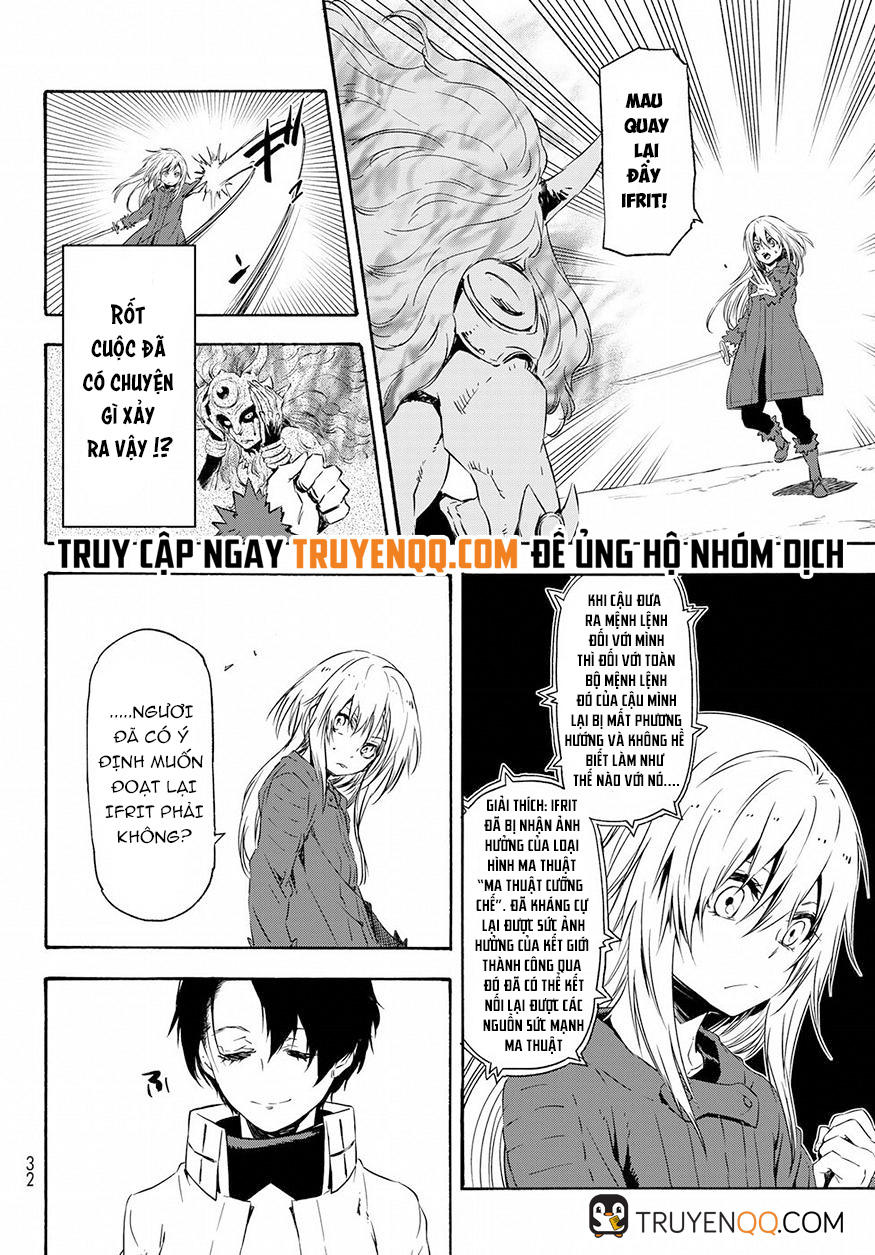 MAU
QUAY
LẠI
ĐÂY
IFRIT!
RỐT
CUỘC ĐÃ
CÓ CHUYỆN
GÌ XẢY
RA VẬY !?
TRUY CẬP NGAY TRUYENQQ.COM ĐỂ ỦNG HỘ NHÓM DỊCH
KHI CẬU ĐƯA
RA MỆNH LỆNH
ĐỐI VỚI MÌNH
THÌ ĐỐI VỚI TOÀN
BỘ MỆNH LỆNH
ĐÓ CỦA CẬU MÌNH
LẠI BỊ MẤT PHƯƠNG
HƯỚNG VÀ KHÔNG HỀ
BIẾT LÀM NHƯ
THẾ NÀO VỚI NÓ....
GIẢI THÍCH: IFRIT
ĐÃ BỊ NHẬN ẢNH
HƯỞNG CỦA LOẠI
HÌNH MA THUẬT
“MA THUẬT CƯỠNG
CHẾ”. ĐÃ KHÁNG CỰ
LẠI ĐƯỢC SỨC ẢNH
HƯỞNG CỦA KẾT GIỚI
THÀNH CÔNG QUA
ĐÓ ĐÃ CÓ THỂ KẾT
NỐI LẠI ĐƯỢC CÁC
NGUỒN SỨC MẠNH
MA THUẬT
.....NGƯƠI
ĐÃ CÓ Ý
ĐỊNH MUỐN
ĐOẠT LẠI
IFRIT PHẢI
KHÔNG?
ふ
32
TRUYENQQ.COM